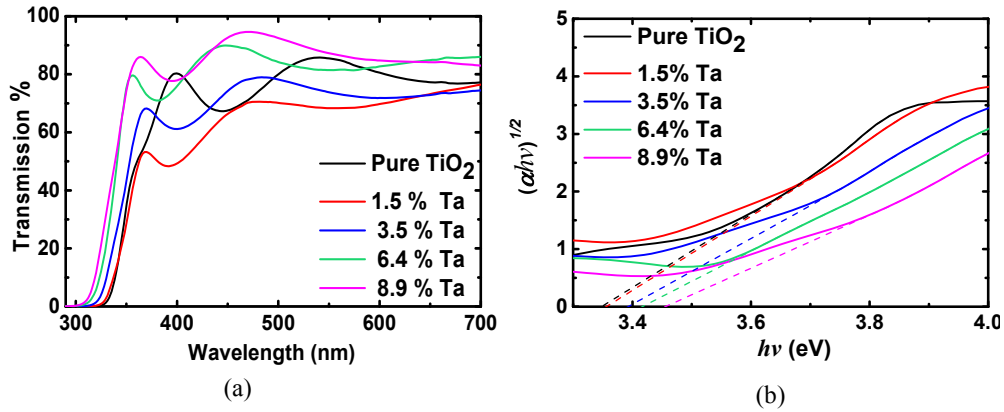 Transmission %
100
80
60
40
20
0
300
400
500
600
700
Wavelength (nm)
Pure TiO₂
1.5 % Ta
3.5 % Ta
6.4 % Ta
8.9 % Ta
(a)
(αhν)^1/2
5
4
3
2
1
0
3.4
3.6
3.8
4.0
hν (eV)
Pure TiO₂
1.5% Ta
3.5% Ta
6.4% Ta
8.9% Ta
(b)